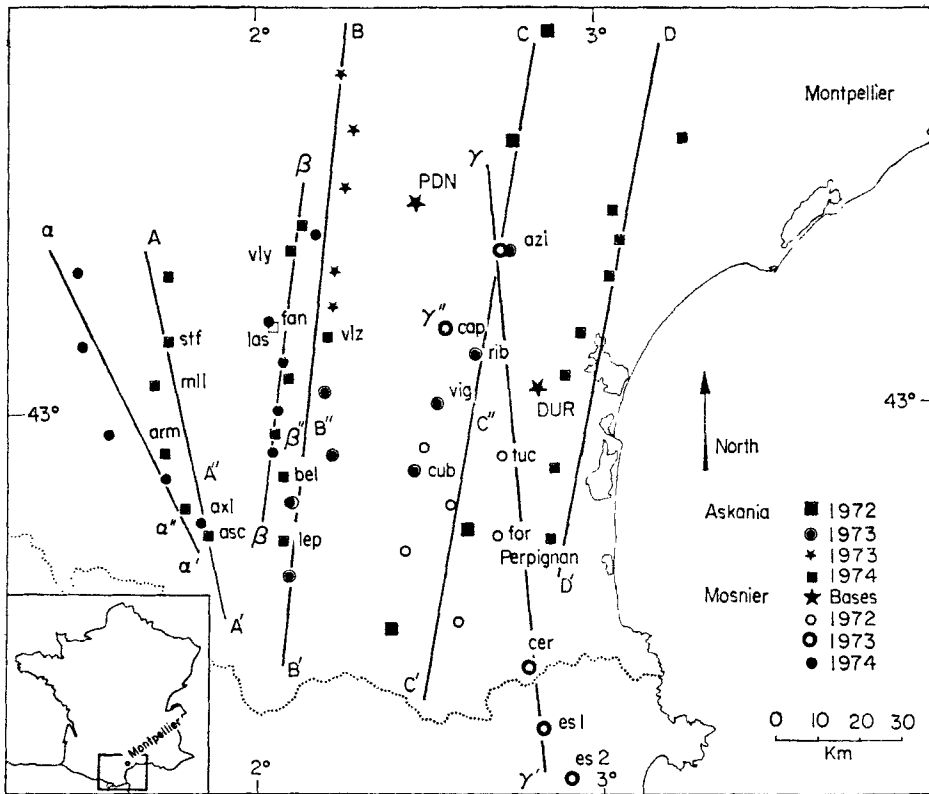 2°
B
C
3°
D
Montpellier
β
γ
PDN
α
A
vly
azi
fan
las
γ"
cap
stf
vlz
rib
mll
vig
DUR
43°
43°
C"
β"
B"
North
arm
tuc
A"
cub
bel
axl
α"
asc
lep
for
β
Perpignan
α'
D'
A'
B'
cer
C'
es 1
γ'
es 2
2°
3°
Askania
1972
1973
1973
1974
Mosnier
Bases
1972
1973
1974
0 10 20 30
Km
Montpellier